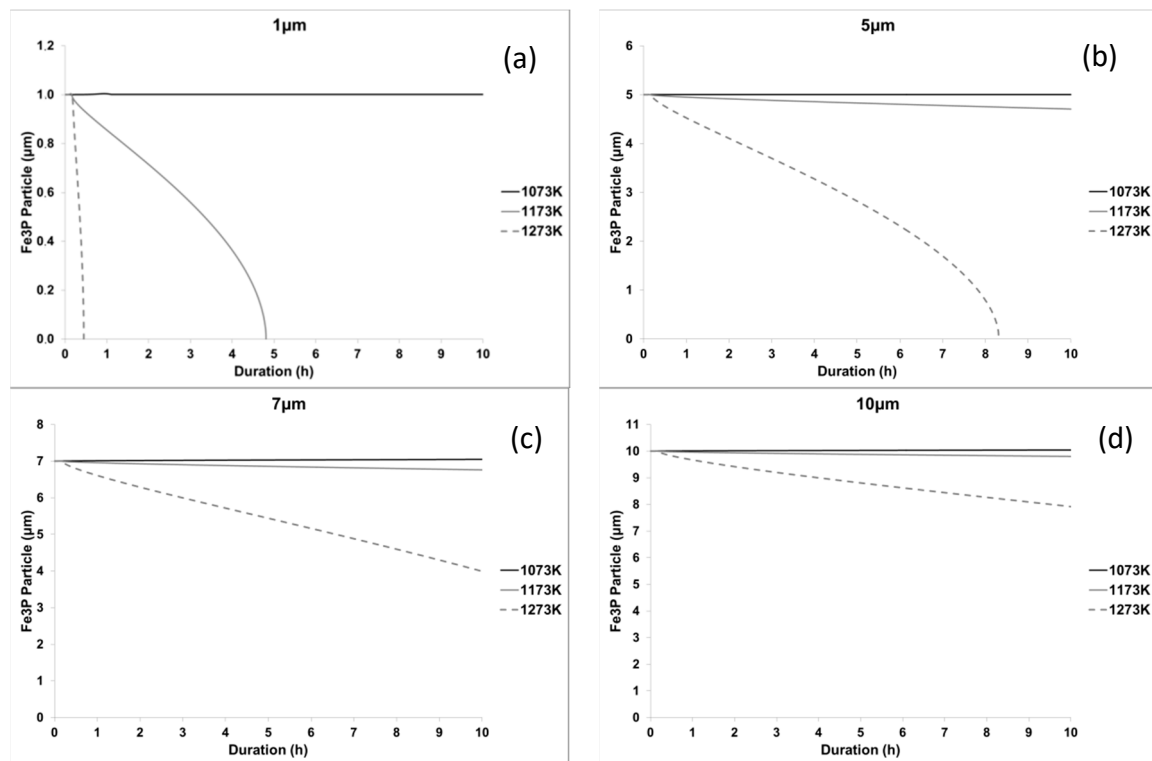 1µm
(a)
Fe3P Particle (µm)
1.2
1.0
0.8
0.6
0.4
0.2
0.0
0 1 2 3 4 5 6 7 8 9 10
Duration (h)
1073K
1173K
1273K
5µm
(b)
Fe3P Particle (µm)
6
5
4
3
2
1
0
0 1 2 3 4 5 6 7 8 9 10
Duration (h)
1073K
1173K
1273K
7µm
(c)
Fe3P Particle (µm)
8
7
6
5
4
3
2
1
0
0 1 2 3 4 5 6 7 8 9 10
Duration (h)
1073K
1173K
1273K
10µm
(d)
Fe3P Particle (µm)
11
10
9
8
7
6
5
4
3
2
1
0
0 1 2 3 4 5 6 7 8 9 10
Duration (h)
1073K
1173K
1273K